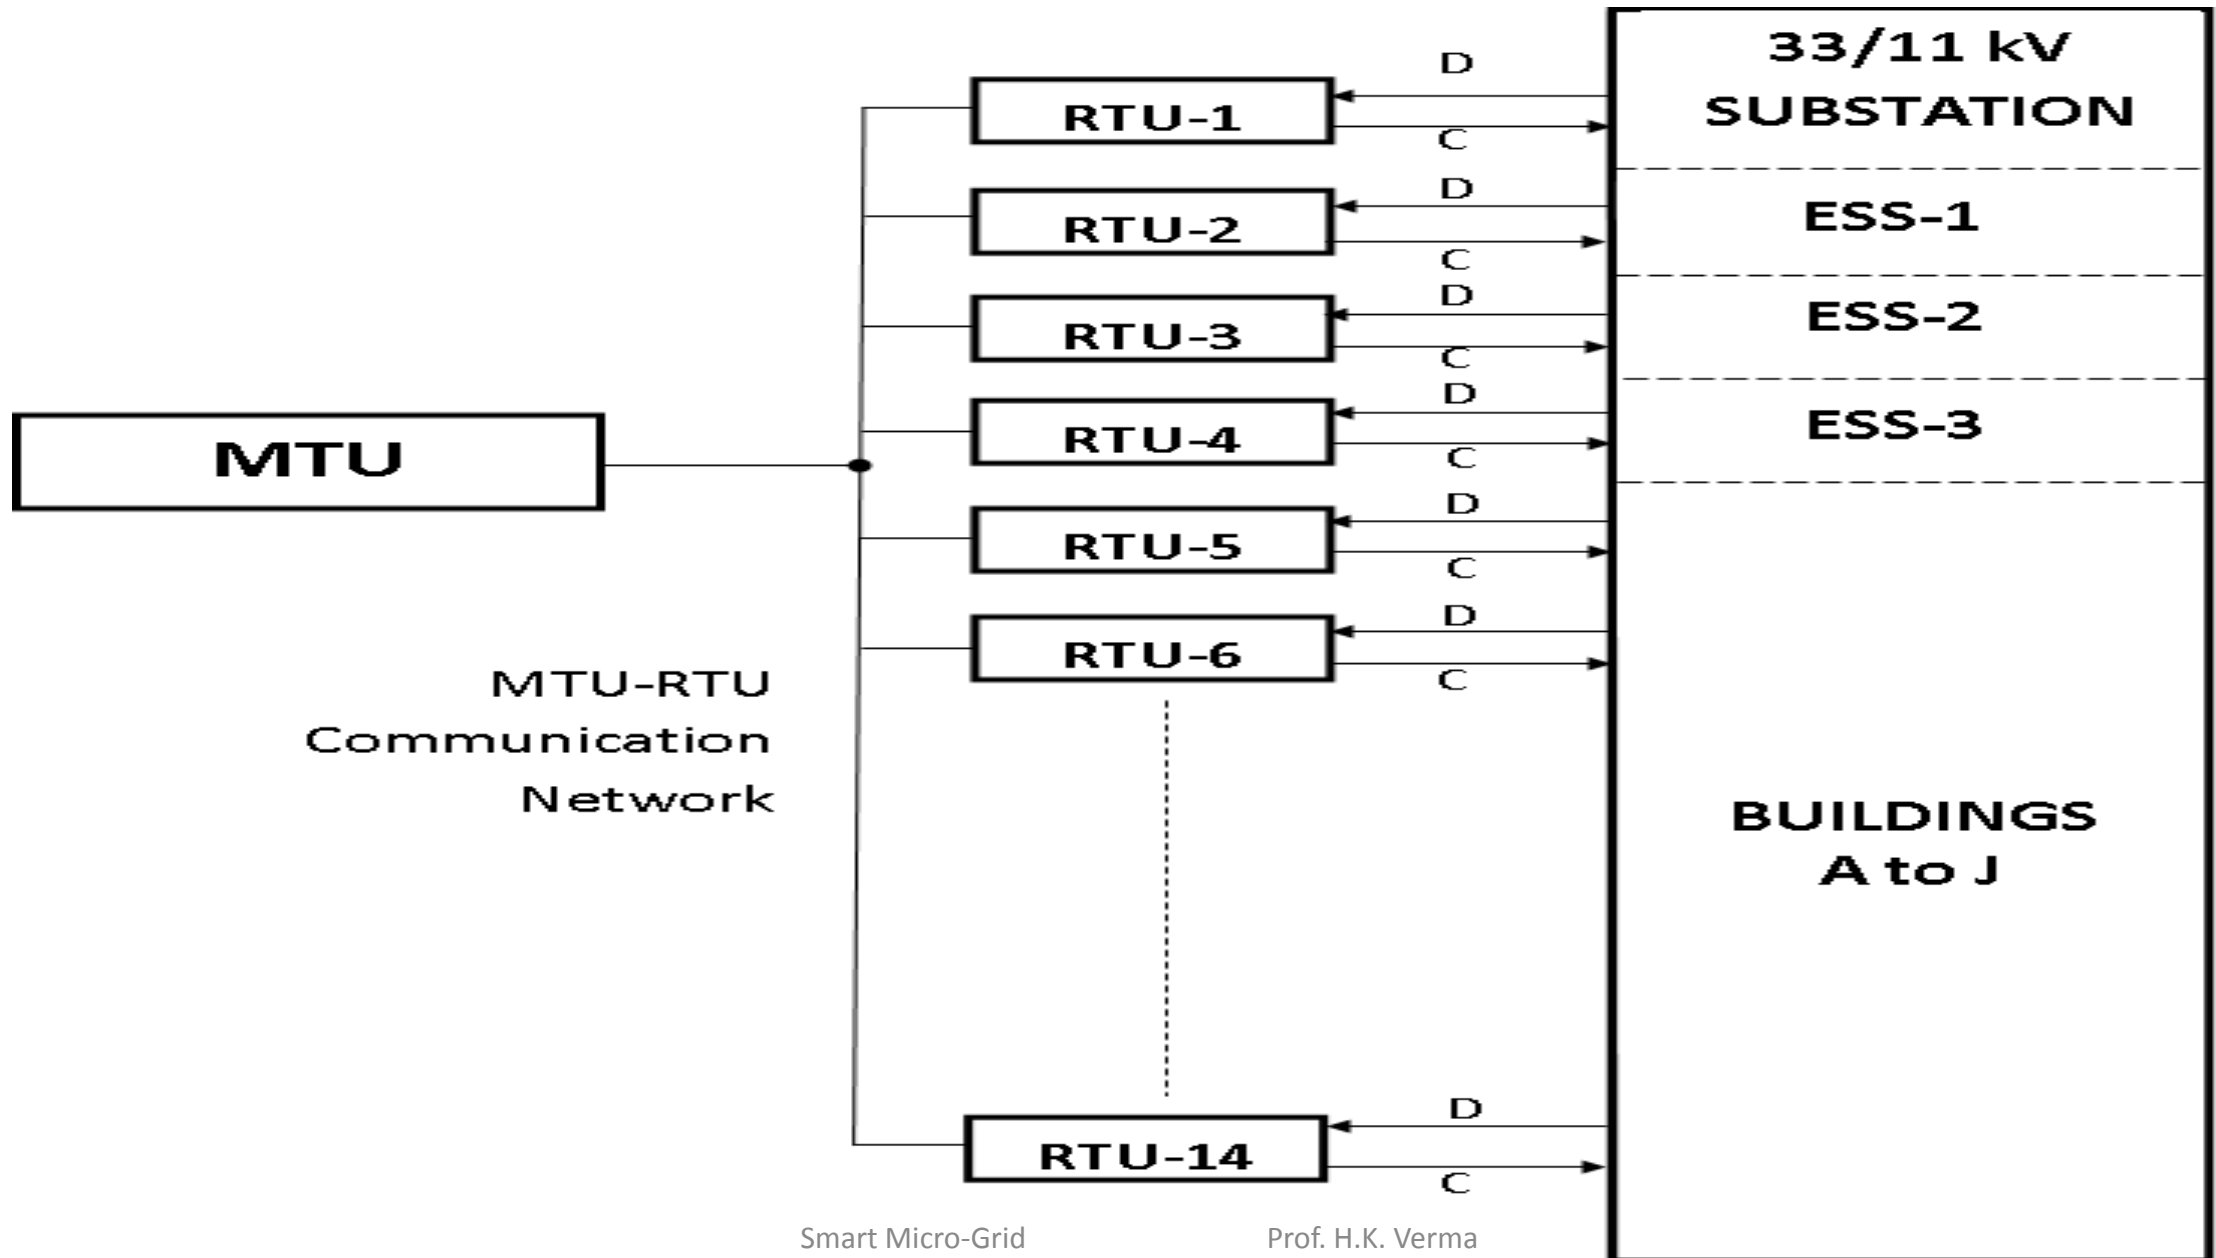 33/11 kV
SUBSTATION
D
RTU-1
C
D
RTU-2
C
ESS-1
D
RTU-3
C
ESS-2
D
RTU-4
C
ESS-3
MTU
D
RTU-5
C
D
RTU-6
C
MTU-RTU
Communication
Network
BUILDINGS
A to J
D
RTU-14
C
Smart Micro-Grid
Prof. H.K. Verma